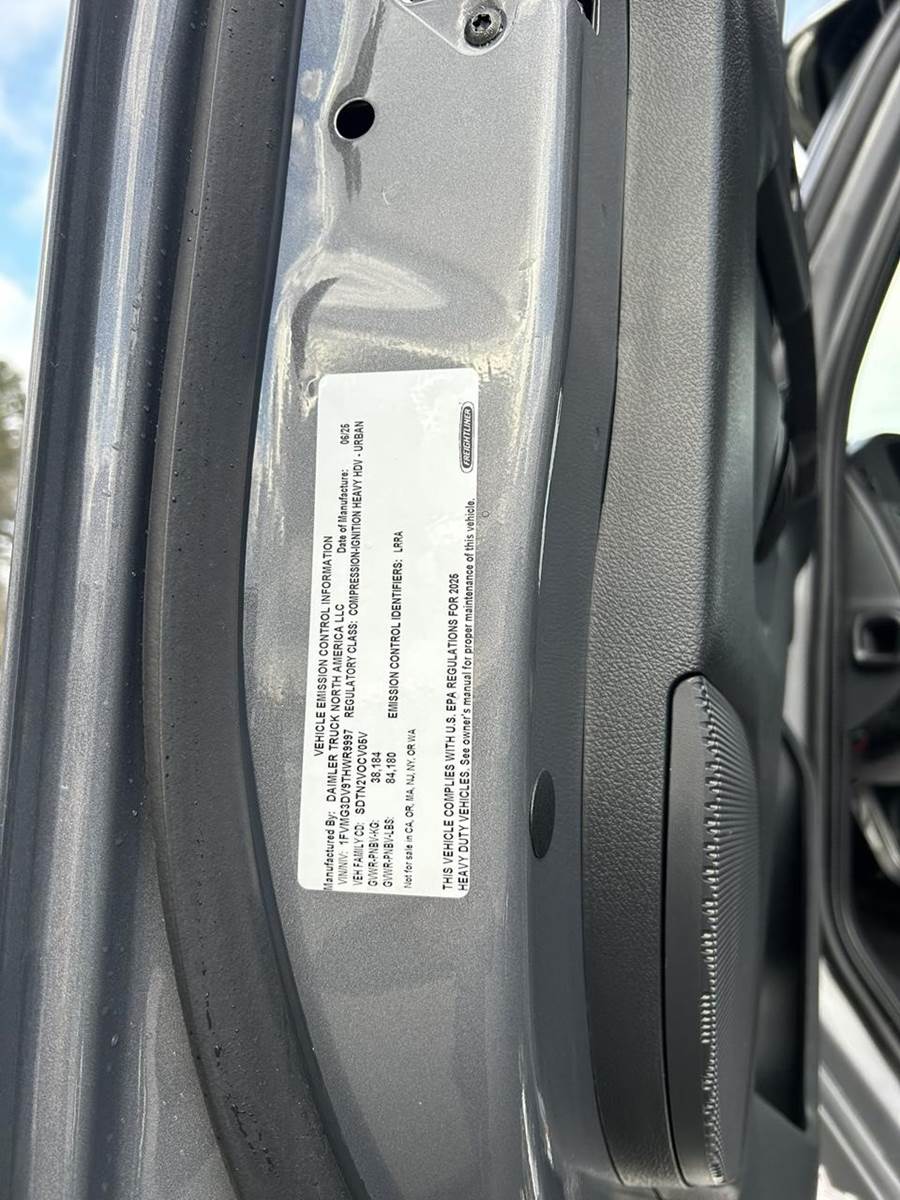 VEHICLE EMISSION CONTROL INFORMATION
Manufactured By: DAIMLER TRUCK NORTH AMERICA LLC Date of Manufacture: 06/25
VIN/NIV: 1FVMG3DV9THWR9997 REGULATORY CLASS: COMPRESSION-IGNITION HEAVY HDV - URBAN
VEH FAMILY CD: SDTN2VOCV05V
GVWR-PNBV-KG: 38,184
GVWR-PNBV-LBS: 84,180 EMISSION CONTROL IDENTIFIERS: LRRA
Not for sale in CA, OR, MA, NJ, NY, OR WA
THIS VEHICLE COMPLIES WITH U.S. EPA REGULATIONS FOR 2025
HEAVY DUTY VEHICLES. See owner's manual for proper maintenance of this vehicle.
FREIGHTLINER